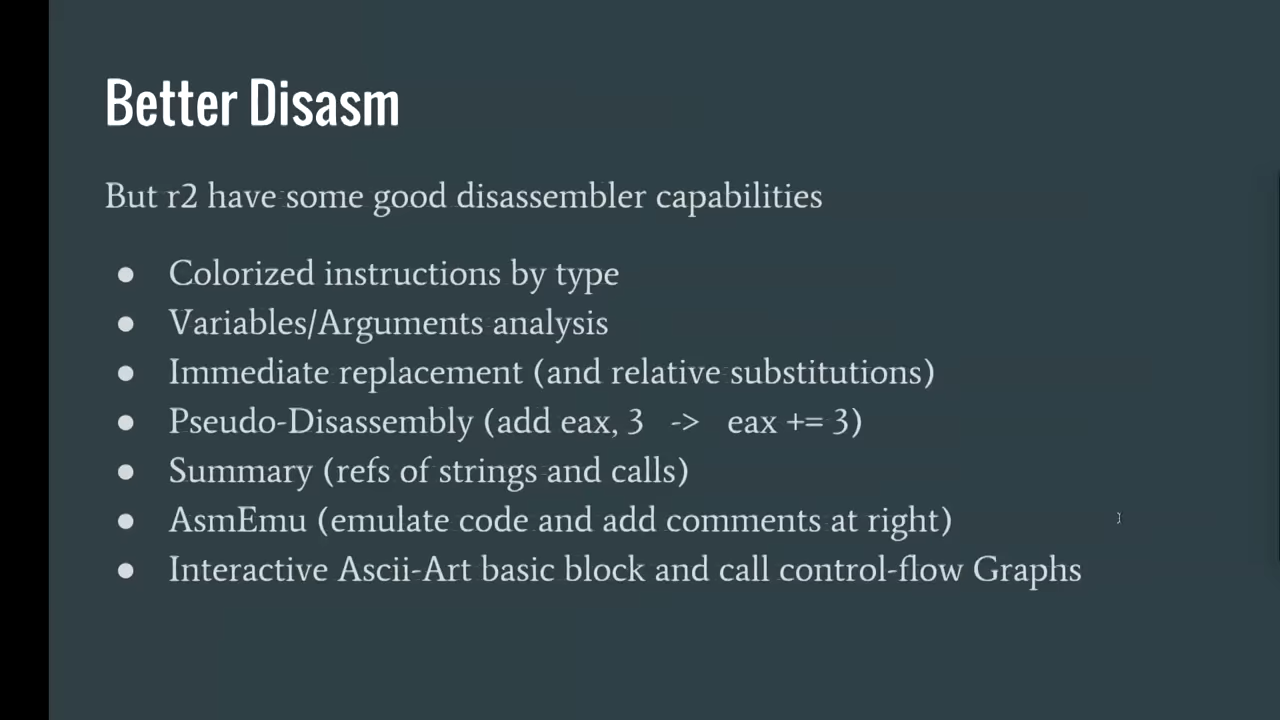 Better Disasm
But r2 have some good disassembler capabilities
● Colorized instructions by type
● Variables/Arguments analysis
● Immediate replacement (and relative substitutions)
● Pseudo-Disassembly (add eax, 3 -> eax += 3)
● Summary (refs of strings and calls)
● AsmEmu (emulate code and add comments at right)
● Interactive Ascii-Art basic block and call control-flow Graphs